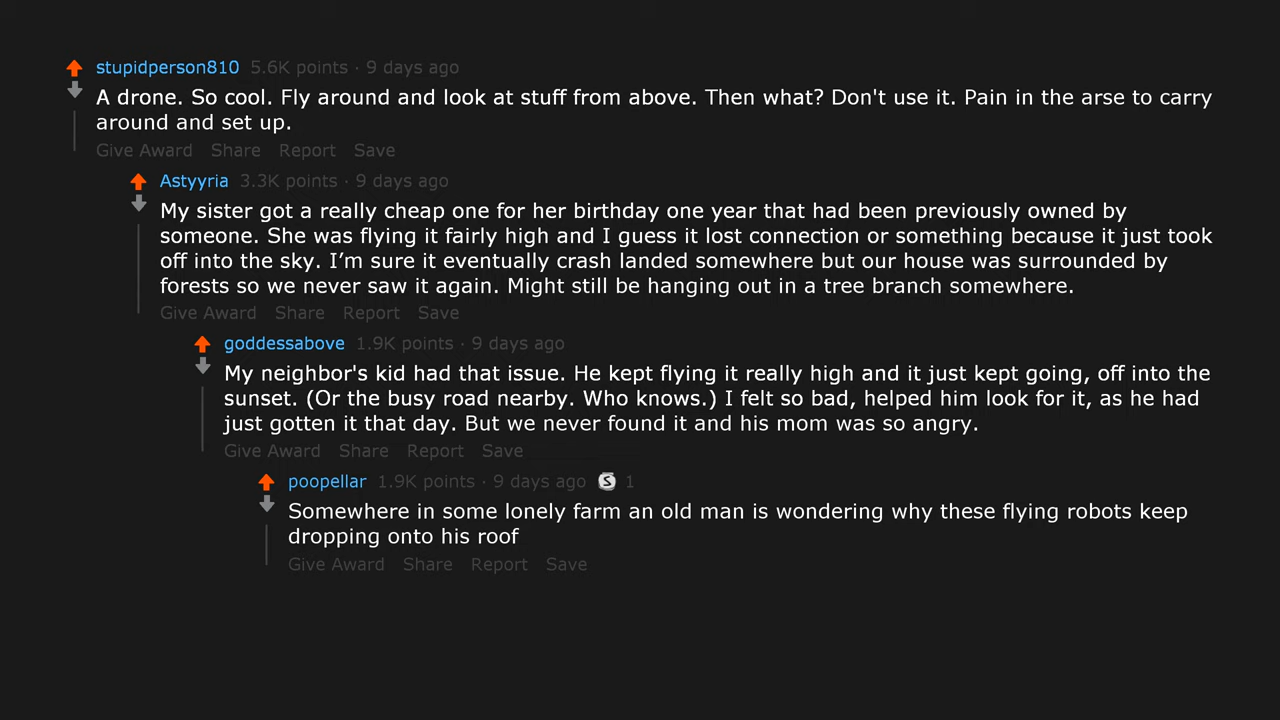 stupidperson810 5.6K points · 9 days ago
A drone. So cool. Fly around and look at stuff from above. Then what? Don't use it. Pain in the arse to carry
around and set up.
Give Award Share Report Save
Astyyria 3.3K points · 9 days ago
My sister got a really cheap one for her birthday one year that had been previously owned by
someone. She was flying it fairly high and I guess it lost connection or something because it just took
off into the sky. I’m sure it eventually crash landed somewhere but our house was surrounded by
forests so we never saw it again. Might still be hanging out in a tree branch somewhere.
Give Award Share Report Save
goddessabove 1.9K points · 9 days ago
My neighbor's kid had that issue. He kept flying it really high and it just kept going, off into the
sunset. (Or the busy road nearby. Who knows.) I felt so bad, helped him look for it, as he had
just gotten it that day. But we never found it and his mom was so angry.
Give Award Share Report Save
poopellar 1.9K points · 9 days ago S 1
Somewhere in some lonely farm an old man is wondering why these flying robots keep
dropping onto his roof
Give Award Share Report Save